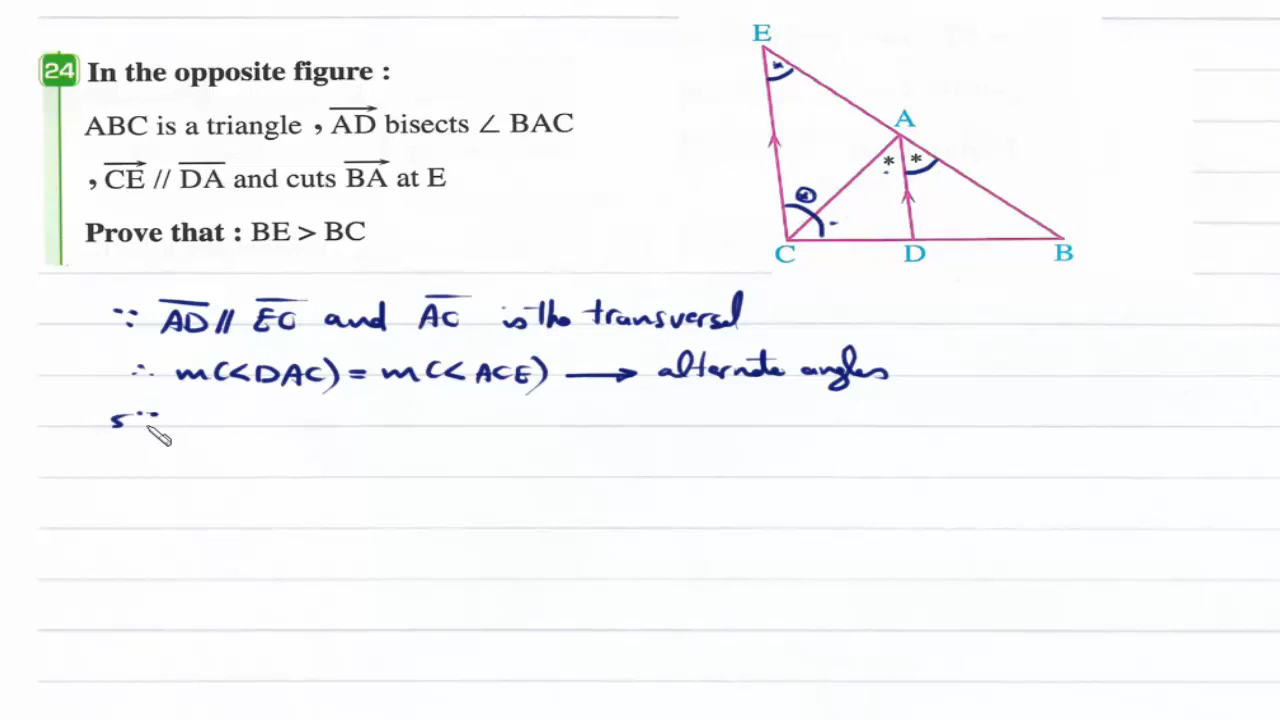 24 In the opposite figure :
ABC is a triangle , AD bisects ∠ BAC
, CE // DA and cuts BA at E
Prove that : BE > BC
E
A
* *
C D B
∵ AD // EC and AC is the transversal
∴ m(<DAC) = m(< ACE) → alternate angles
, ∵